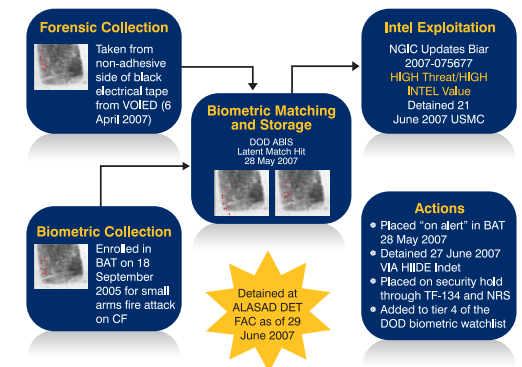 Forensic Collection
Taken from
non-adhesive
side of black
electrical tape
from VOIED (6
April 2007)
Biometric Collection
Enrolled in
BAT on 18
September
2005 for small
arms fire attack
on CF
Biometric Matching
and Storage
DOD ABIS
Latent Match Hit
28 May 2007
Detained at
ALASAD DET
FAC as of 29
June 2007
Intel Exploitation
NGIC Updates Biar
2007-075677
HIGH Threat/HIGH
INTEL Value
Detained 21
June 2007 USMC
Actions
Placed “on alert” in BAT
28 May 2007
Detained 27 June 2007
VIA HIIDE Indet
Placed on security hold
through TF-134 and NRS
Added to tier 4 of the
DOD biometric watchlist